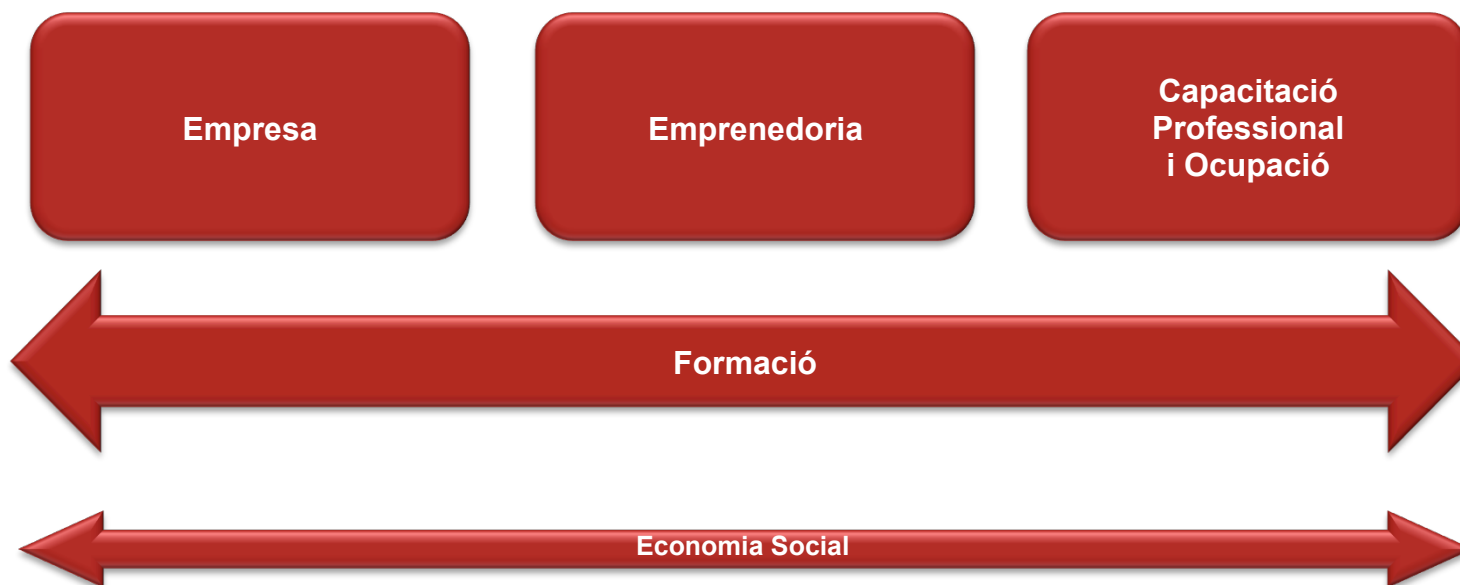 Empresa
Emprenedoria
Capacitació
Professional
i Ocupació
Formació
Economia Social